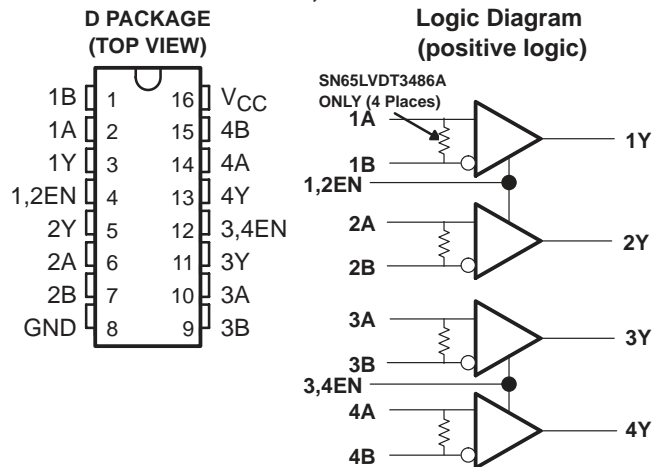 D PACKAGE
(TOP VIEW)
1B 1 16 VCC
1A 2 15 4B
1Y 3 14 4A
1,2EN 4 13 4Y
2Y 5 12 3,4EN
2A 6 11 3Y
2B 7 10 3A
GND 8 9 3B
Logic Diagram
(positive logic)
SN65LVDT3486A
ONLY (4 Places)
1A
1Y
1B
1,2EN
2A
2Y
2B
3A
3Y
3B
3,4EN
4A
4Y
4B